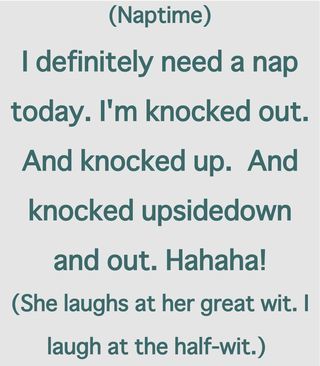 (Naptime)
I definitely need a nap
today. I'm knocked out.
And knocked up.  And
knocked upsidedown
and out. Hahaha!
(She laughs at her great wit. I
laugh at the half-wit.)